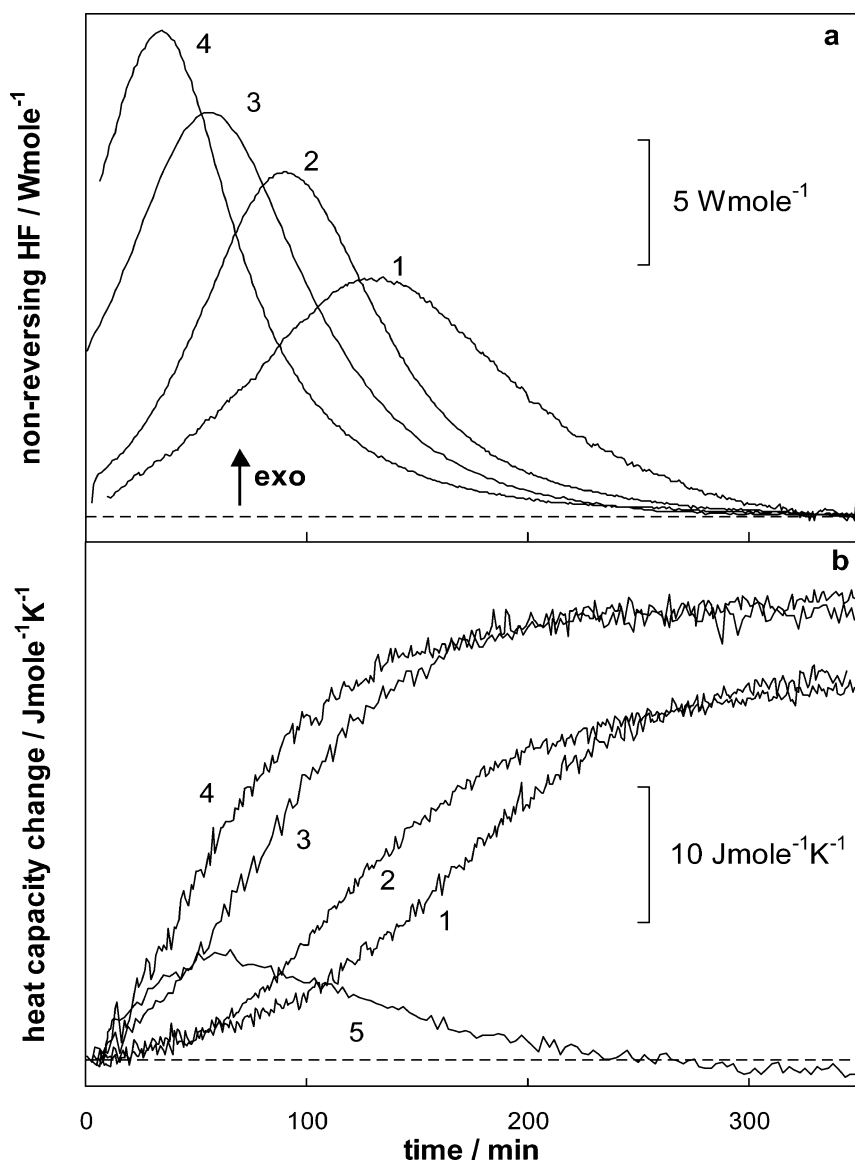 a
4
3
2
1
5 Wmole⁻¹
non-reversing HF / Wmole⁻¹
exo
b
4
3
2
1
5
10 Jmole⁻¹K⁻¹
heat capacity change / Jmole⁻¹K⁻¹
0 100 200 300
time / min